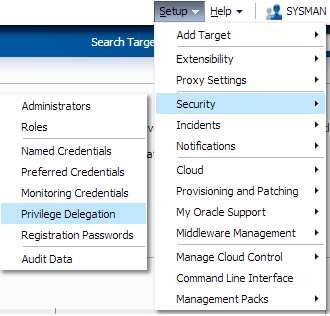 Setup Help SYSMAN
Search Targe
Add Target
Extensibility
Proxy Settings
Security
Incidents
Notifications
Cloud
Provisioning and Patching
My Oracle Support
Middleware Management
Manage Cloud Control
Command Line Interface
Management Packs
Administrators
Roles
Named Credentials
Preferred Credentials
Monitoring Credentials
Privilege Delegation
Registration Passwords
Audit Data